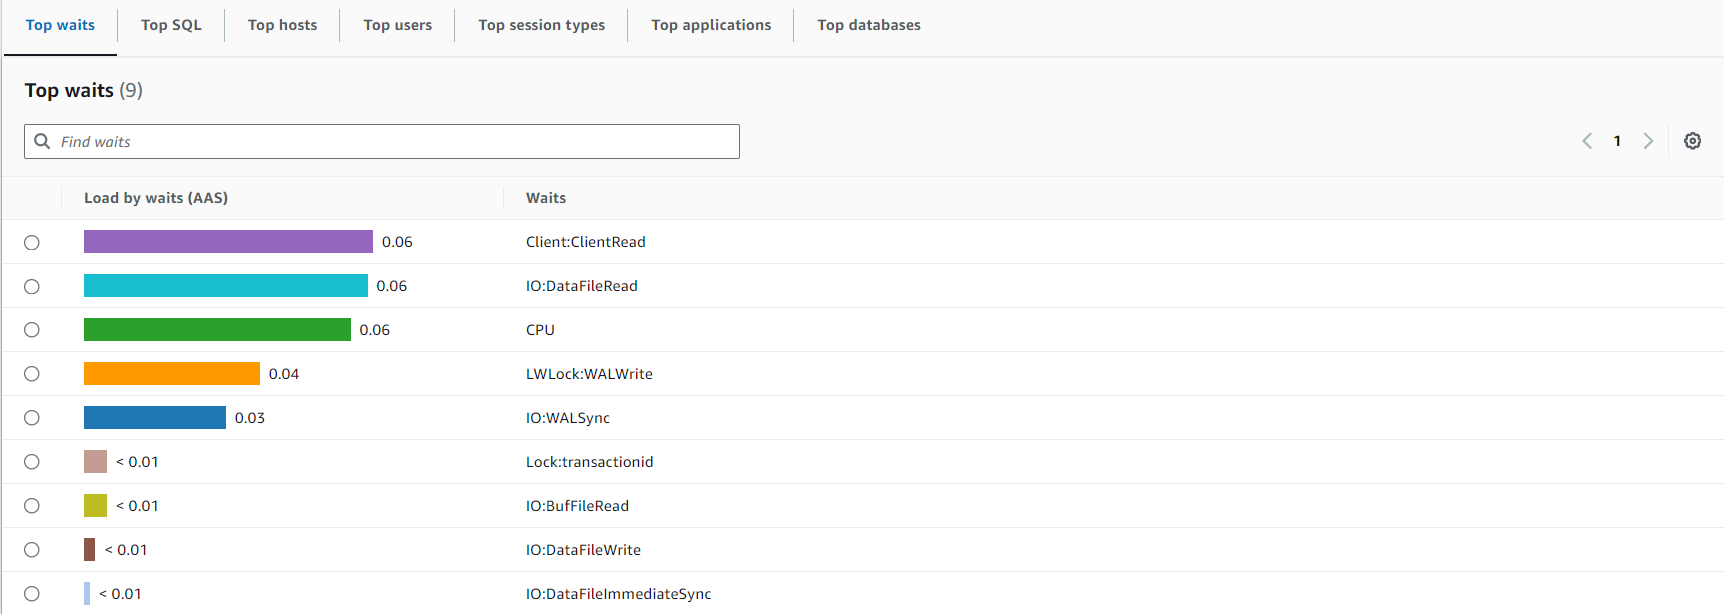 Top waits Top SQL Top hosts Top users Top session types Top applications Top databases
Top waits (9)
Find waits 1
Load by waits (AAS) Waits
0.06 Client:ClientRead
0.06 IO:DataFileRead
0.06 CPU
0.04 LWLock:WALWrite
0.03 IO:WALSync
< 0.01 Lock:transactionid
< 0.01 IO:BufFileRead
< 0.01 IO:DataFileWrite
< 0.01 IO:DataFileImmediateSync